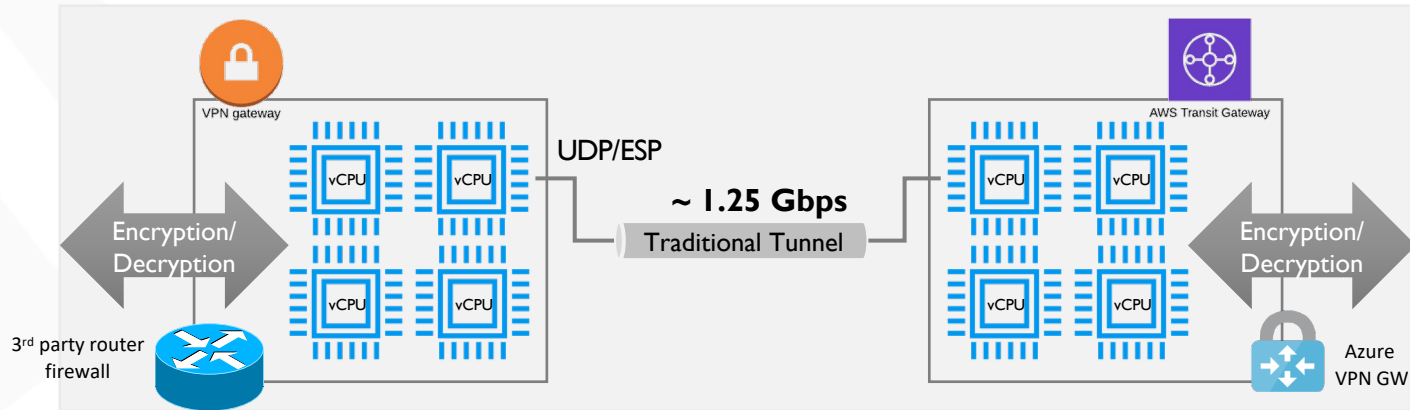 VPN gateway
AWS Transit Gateway
UDP/ESP
vCPU
vCPU
vCPU
vCPU
~ 1.25 Gbps
Traditional Tunnel
Encryption/
Decryption
Encryption/
Decryption
vCPU
vCPU
vCPU
vCPU
3rd party router
firewall
Azure
VPN GW